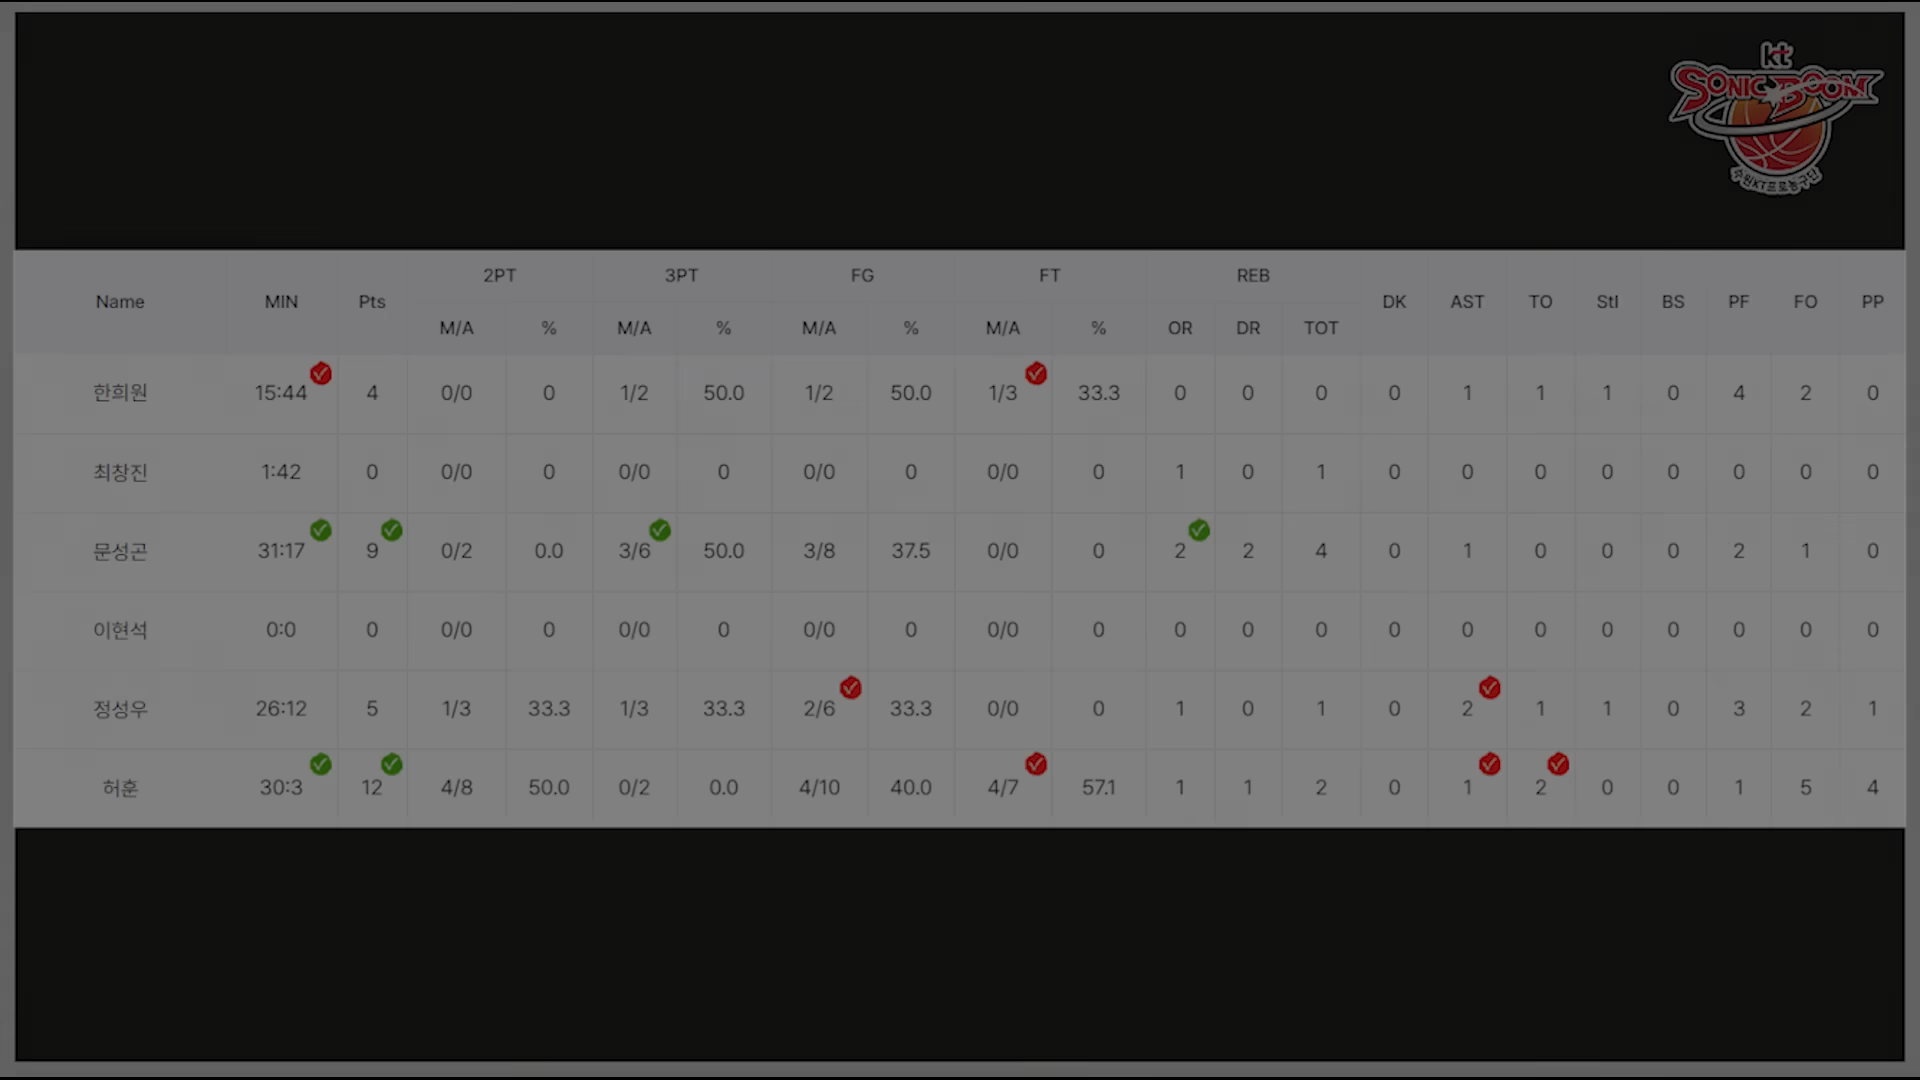 kt
SONICBOOM
수원KT프로농구단
Name MIN Pts 2PT 3PT FG FT REB DK AST TO Stl BS PF FO PP
M/A % M/A % M/A % M/A % OR DR TOT
한희원 15:44 4 0/0 0 1/2 50.0 1/2 50.0 1/3 33.3 0 0 0 0 1 1 1 0 4 2 0
최창진 1:42 0 0/0 0 0/0 0 0/0 0 0/0 0 1 0 1 0 0 0 0 0 0 0 0
문성곤 31:17 9 0/2 0.0 3/6 50.0 3/8 37.5 0/0 0 2 2 4 0 1 0 0 0 2 1 0
이현석 0:0 0 0/0 0 0/0 0 0/0 0 0/0 0 0 0 0 0 0 0 0 0 0 0 0
정성우 26:12 5 1/3 33.3 1/3 33.3 2/6 33.3 0/0 0 1 0 1 0 2 1 1 0 3 2 1
허훈 30:3 12 4/8 50.0 0/2 0.0 4/10 40.0 4/7 57.1 1 1 2 0 1 2 0 0 1 5 4